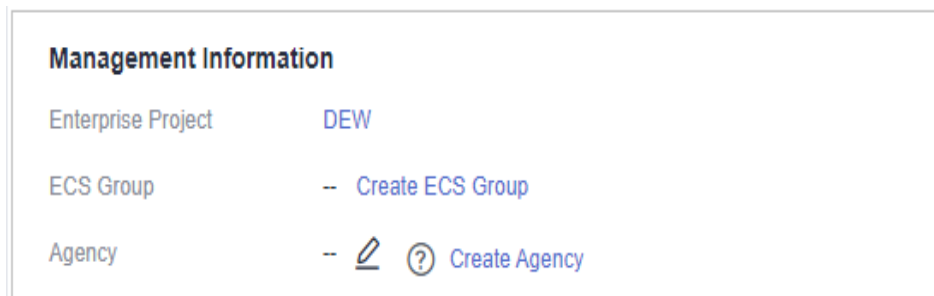 Management Information
Enterprise Project DEW
ECS Group -- Create ECS Group
Agency -- ? Create Agency